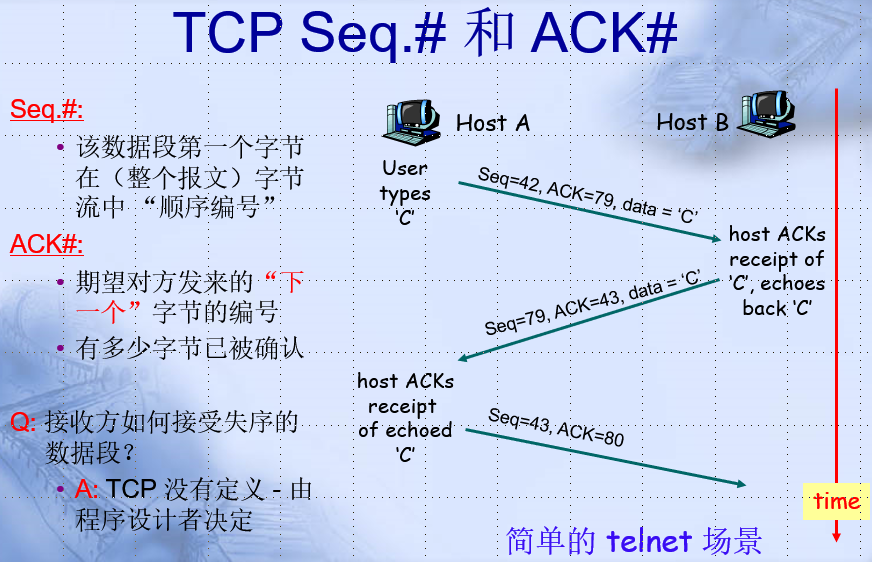 TCP Seq.# 和 ACK#
Seq.#:
• 该数据段第一个字节
在（整个报文）字节
流中 “顺序编号”
ACK#:
• 期望对方发来的“下
一个”字节的编号
• 有多少字节已被确认
Q: 接收方如何接受失序的
数据段？
• A: TCP 没有定义 - 由
程序设计者决定
Host A
Host B
User
types
‘C’
Seq=42, ACK=79, data = ‘C’
host ACKs
receipt of
‘C’, echoes
back ‘C’
Seq=79, ACK=43, data = ‘C’
host ACKs
receipt
of echoed
‘C’
Seq=43, ACK=80
time
简单的 telnet 场景